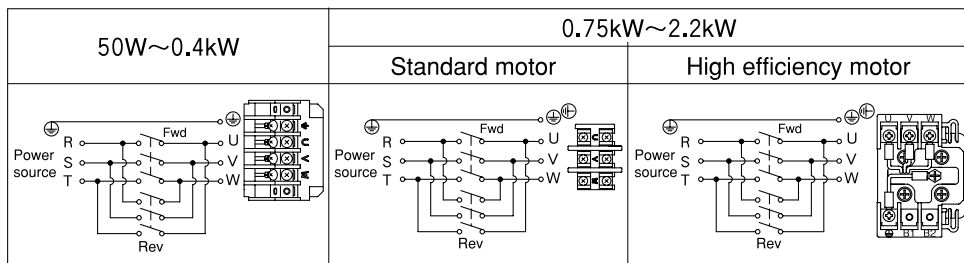 50W～0.4kW
0.75kW～2.2kW
Standard motor
High efficiency motor
Fwd
R
S
T
U
V
W
Power
source
Rev
U
V
W
Fwd
R
S
T
U
V
W
Power
source
Rev
U
V
W
Fwd
R
S
T
U
V
W
Power
source
Rev
U V W
B1 B2